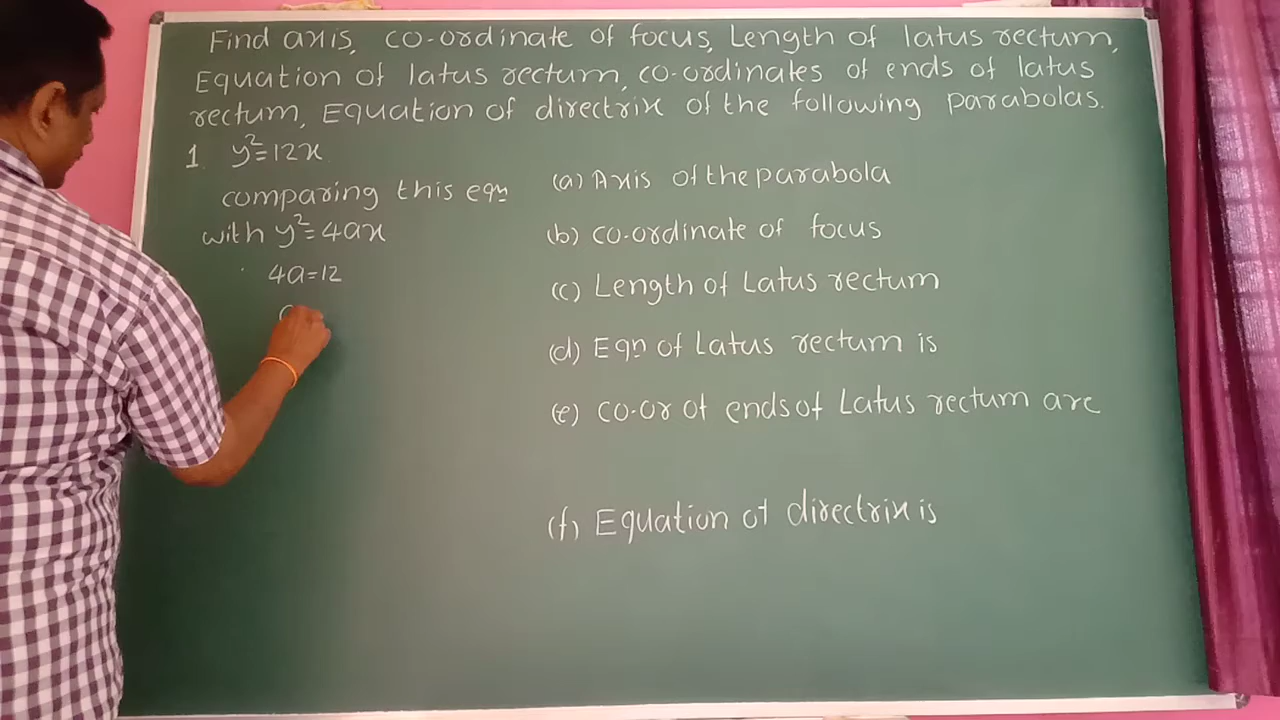 Find axis, co-ordinate of focus, Length of latus rectum,
Equation of latus rectum, co-ordinates of ends of latus
rectum, Equation of directrix of the following parabolas.
1. y²=12x
comparing this eqn
with y²=4ax
4a=12
(a) Axis of the parabola
(b) co-ordinate of focus
(c) Length of Latus rectum
(d) Eqn of Latus rectum is
(e) co-or of ends of Latus rectum are
(f) Equation of directrix is